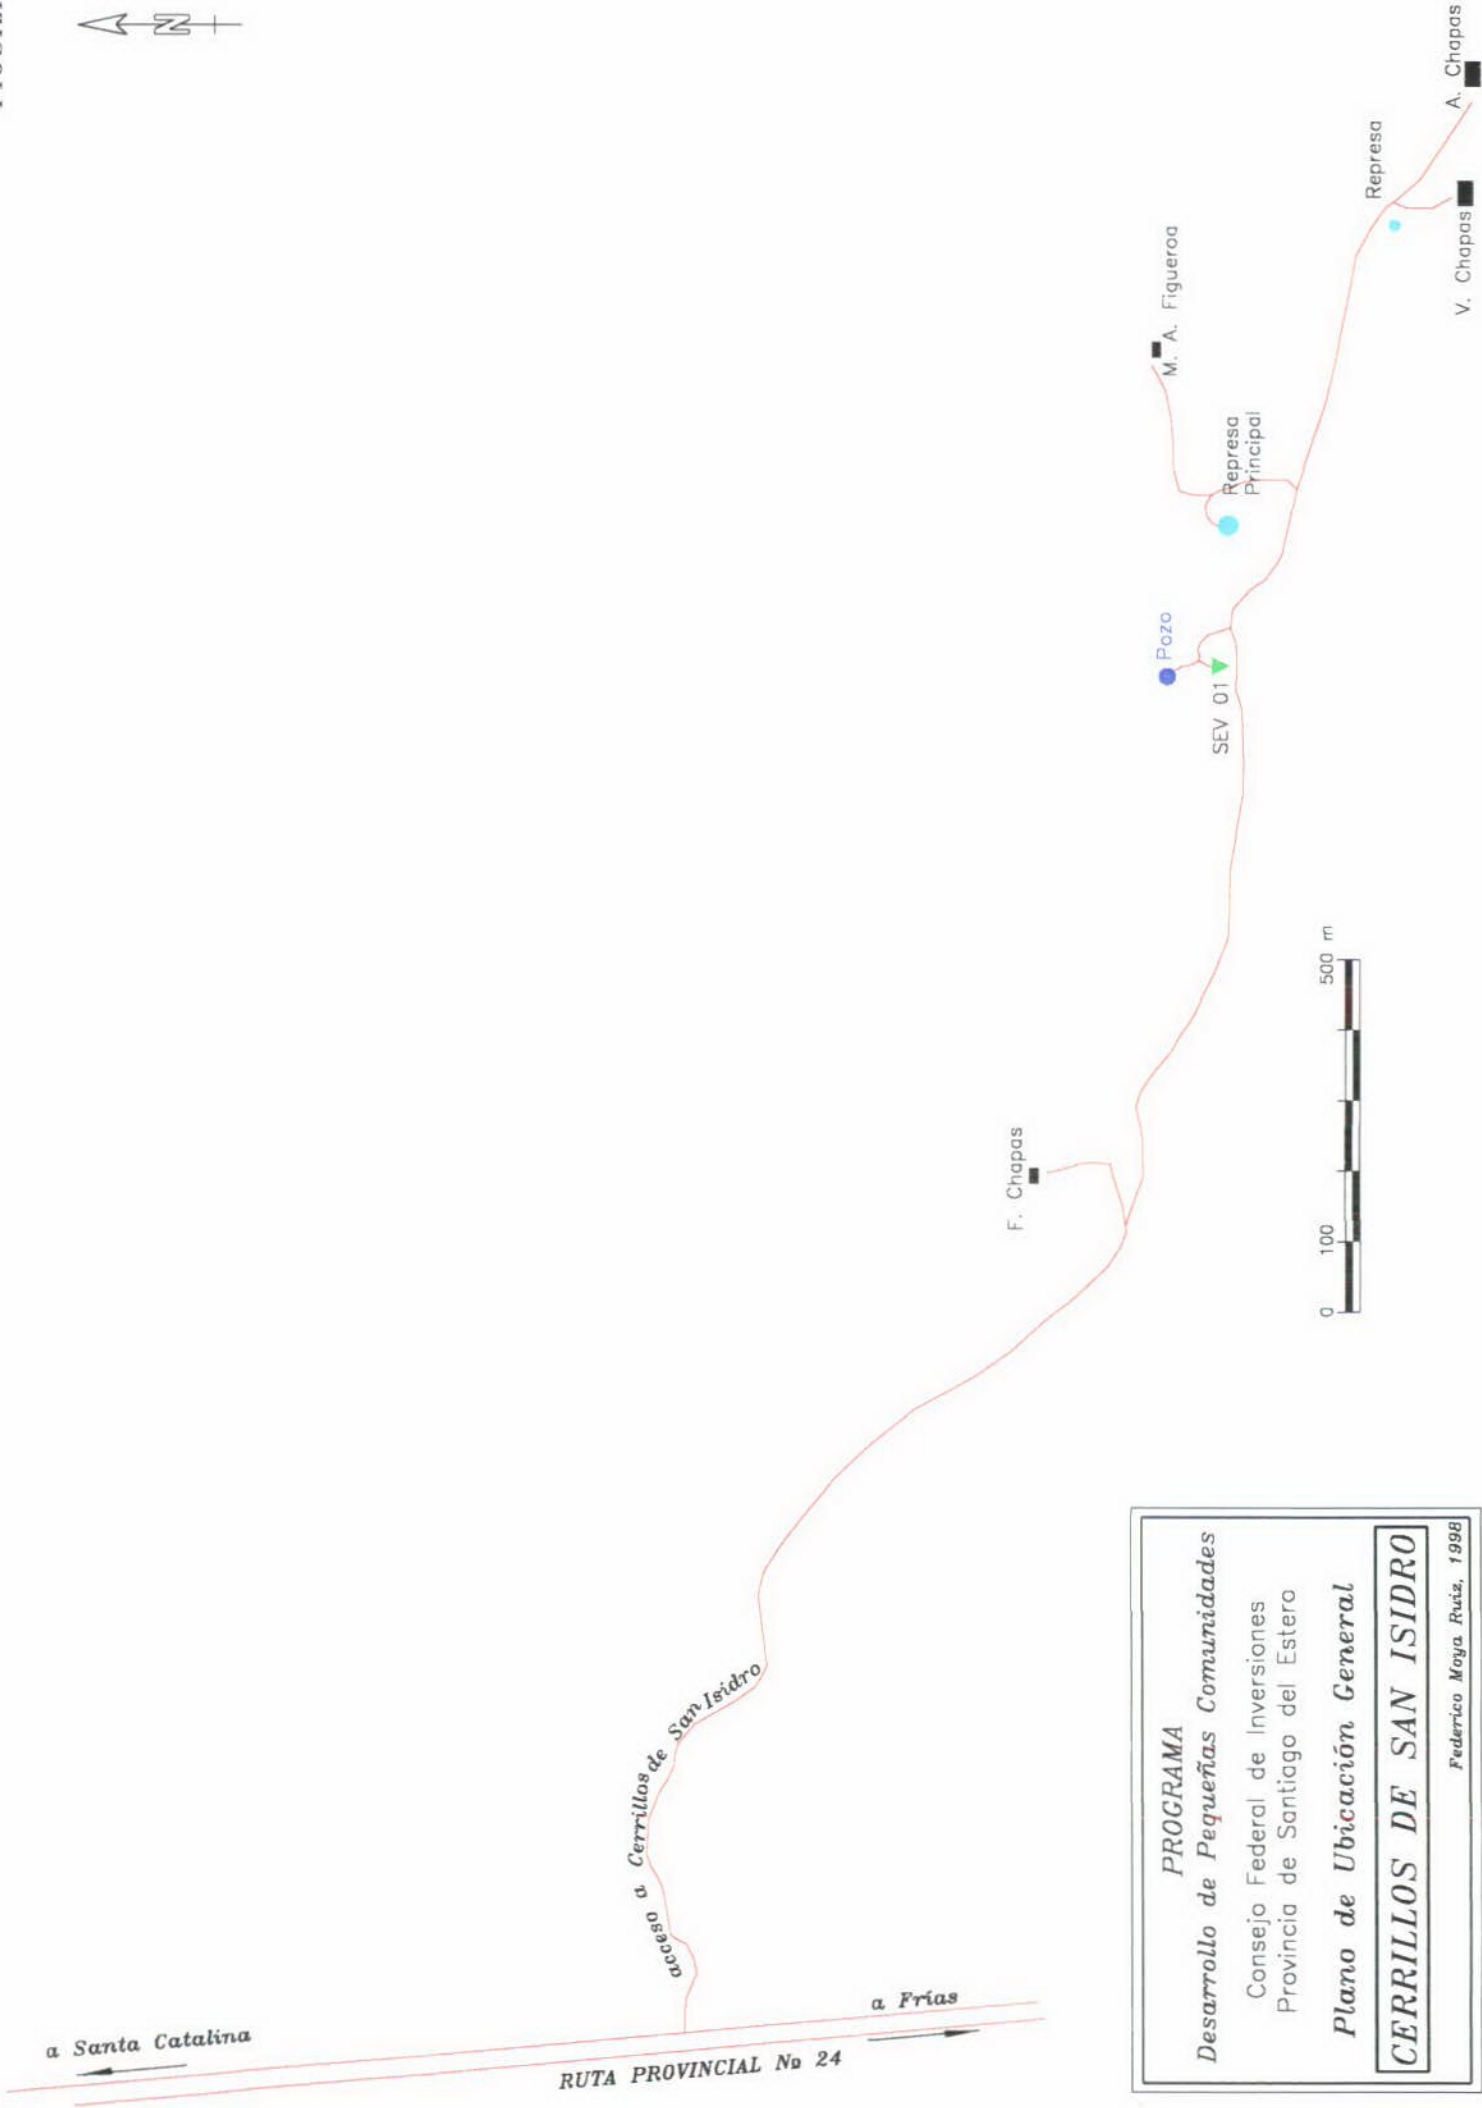 N
a Santa Catalina
RUTA PROVINCIAL Nº 24
a Frías
acceso a Cerrillos de San Isidro
F. Chapas
SEV 01
Pozo
Represa
Principal
M. A. Figueroa
Represa
V. Chapas
A. Chapas
0 100 500 m
PROGRAMA
Desarrollo de Pequeñas Comunidades
Consejo Federal de Inversiones
Provincia de Santiago del Estero
Plano de Ubicación General
CERRILLOS DE SAN ISIDRO
Federico Moya Ruiz, 1998